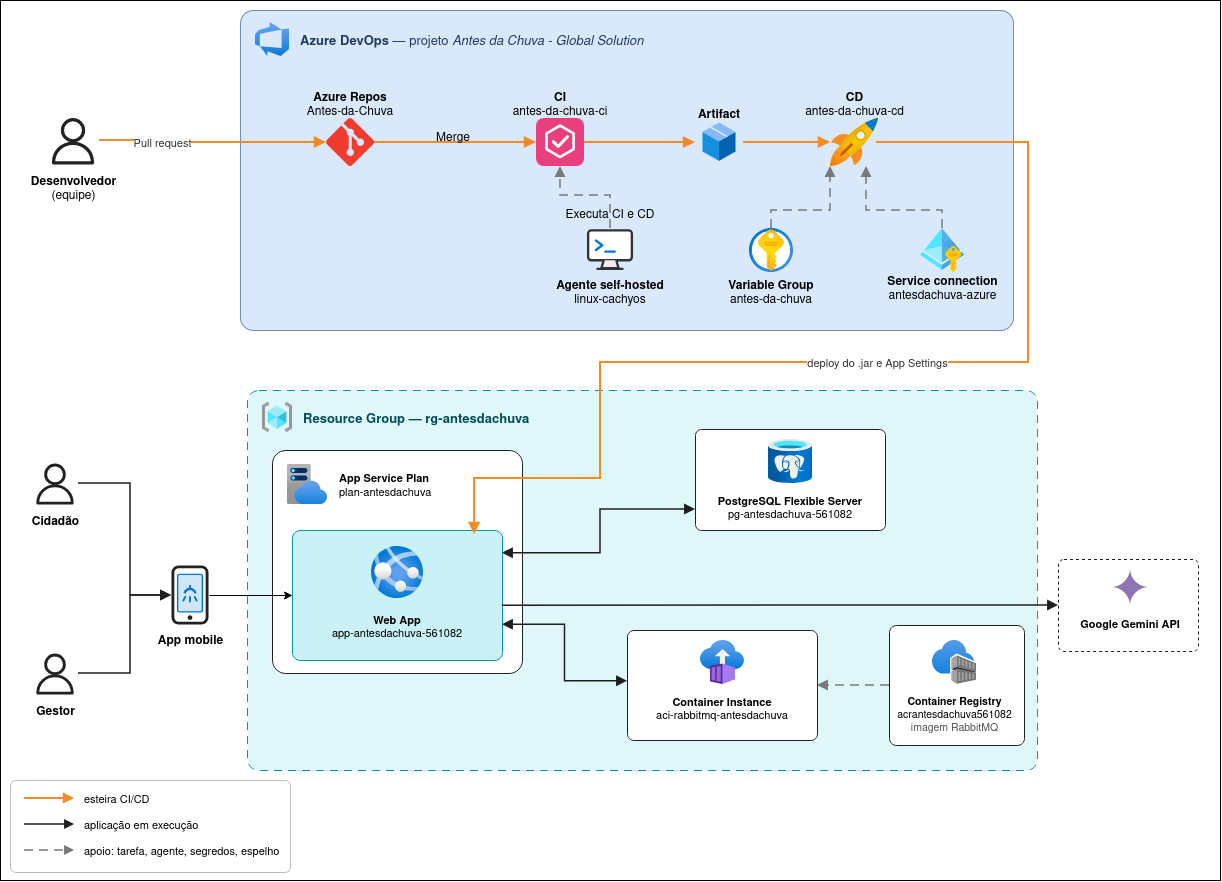 Azure DevOps — projeto Antes da Chuva - Global Solution
Azure Repos
Antes-da-Chuva
CI
antes-da-chuva-ci
Artifact
CD
antes-da-chuva-cd
Pull request
Merge
Desenvolvedor
(equipe)
Executa CI e CD
Agente self-hosted
linux-cachyos
Variable Group
antes-da-chuva
Service connection
antesdachuva-azure
deploy do .jar e App Settings
Resource Group — rg-antesdachuva
App Service Plan
plan-antesdachuva
PostgreSQL Flexible Server
pg-antesdachuva-561082
Cidadão
Web App
app-antesdachuva-561082
App mobile
Google Gemini API
Gestor
Container Instance
aci-rabbitmq-antesdachuva
Container Registry
acrantesdachuva561082
imagem RabbitMQ
esteira CI/CD
aplicação em execução
apoio: tarefa, agente, segredos, espelho